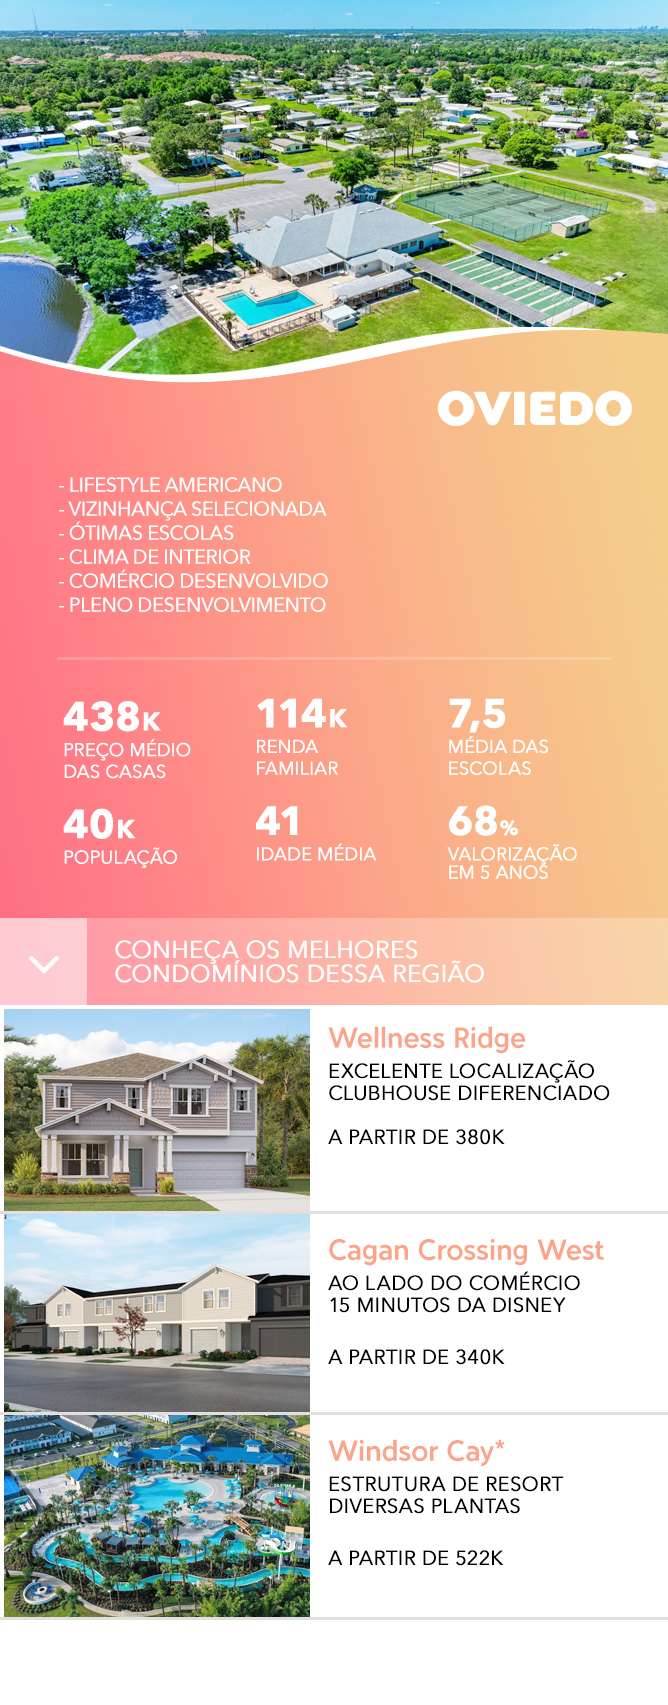 OVIEDO
- LIFESTYLE AMERICANO
- VIZINHANÇA SELECIONADA
- ÓTIMAS ESCOLAS
- CLIMA DE INTERIOR
- COMÉRCIO DESENVOLVIDO
- PLENO DESENVOLVIMENTO
438K
PREÇO MÉDIO
DAS CASAS
114K
RENDA
FAMILIAR
7,5
MÉDIA DAS
ESCOLAS
40K
POPULAÇÃO
41
IDADE MÉDIA
68%
VALORIZAÇÃO
EM 5 ANOS
CONHEÇA OS MELHORES
CONDOMÍNIOS DESSA REGIÃO
Wellness Ridge
EXCELENTE LOCALIZAÇÃO
CLUBHOUSE DIFERENCIADO
A PARTIR DE 380K
Cagan Crossing West
AO LADO DO COMÉRCIO
15 MINUTOS DA DISNEY
A PARTIR DE 340K
Windsor Cay*
ESTRUTURA DE RESORT
DIVERSAS PLANTAS
A PARTIR DE 522K